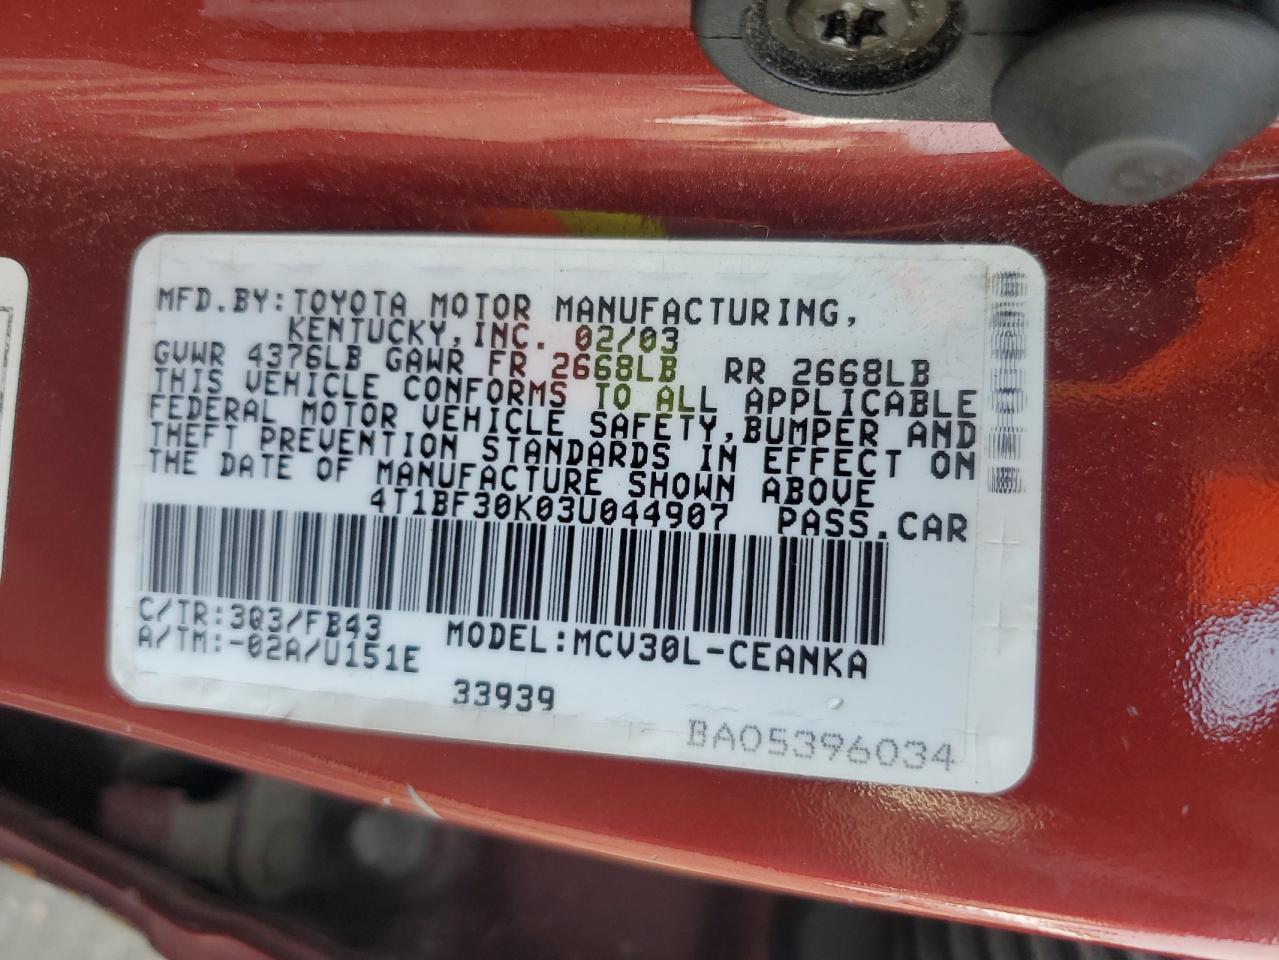 MFD.BY:TOYOTA MOTOR MANUFACTURING,
KENTUCKY,INC. 02/03
GVWR 4376LB GAWR FR 2668LB RR 2668LB
THIS VEHICLE CONFORMS TO ALL APPLICABLE
FEDERAL MOTOR VEHICLE SAFETY,BUMPER AND
THEFT PREVENTION STANDARDS IN EFFECT ON
THE DATE OF MANUFACTURE SHOWN ABOVE
4T1BF30K03U044907 PASS.CAR
C/TR:3Q3/FB43
A/TM:-02A/U151E
MODEL:MCV30L-CEANKA
33939
BA05396034